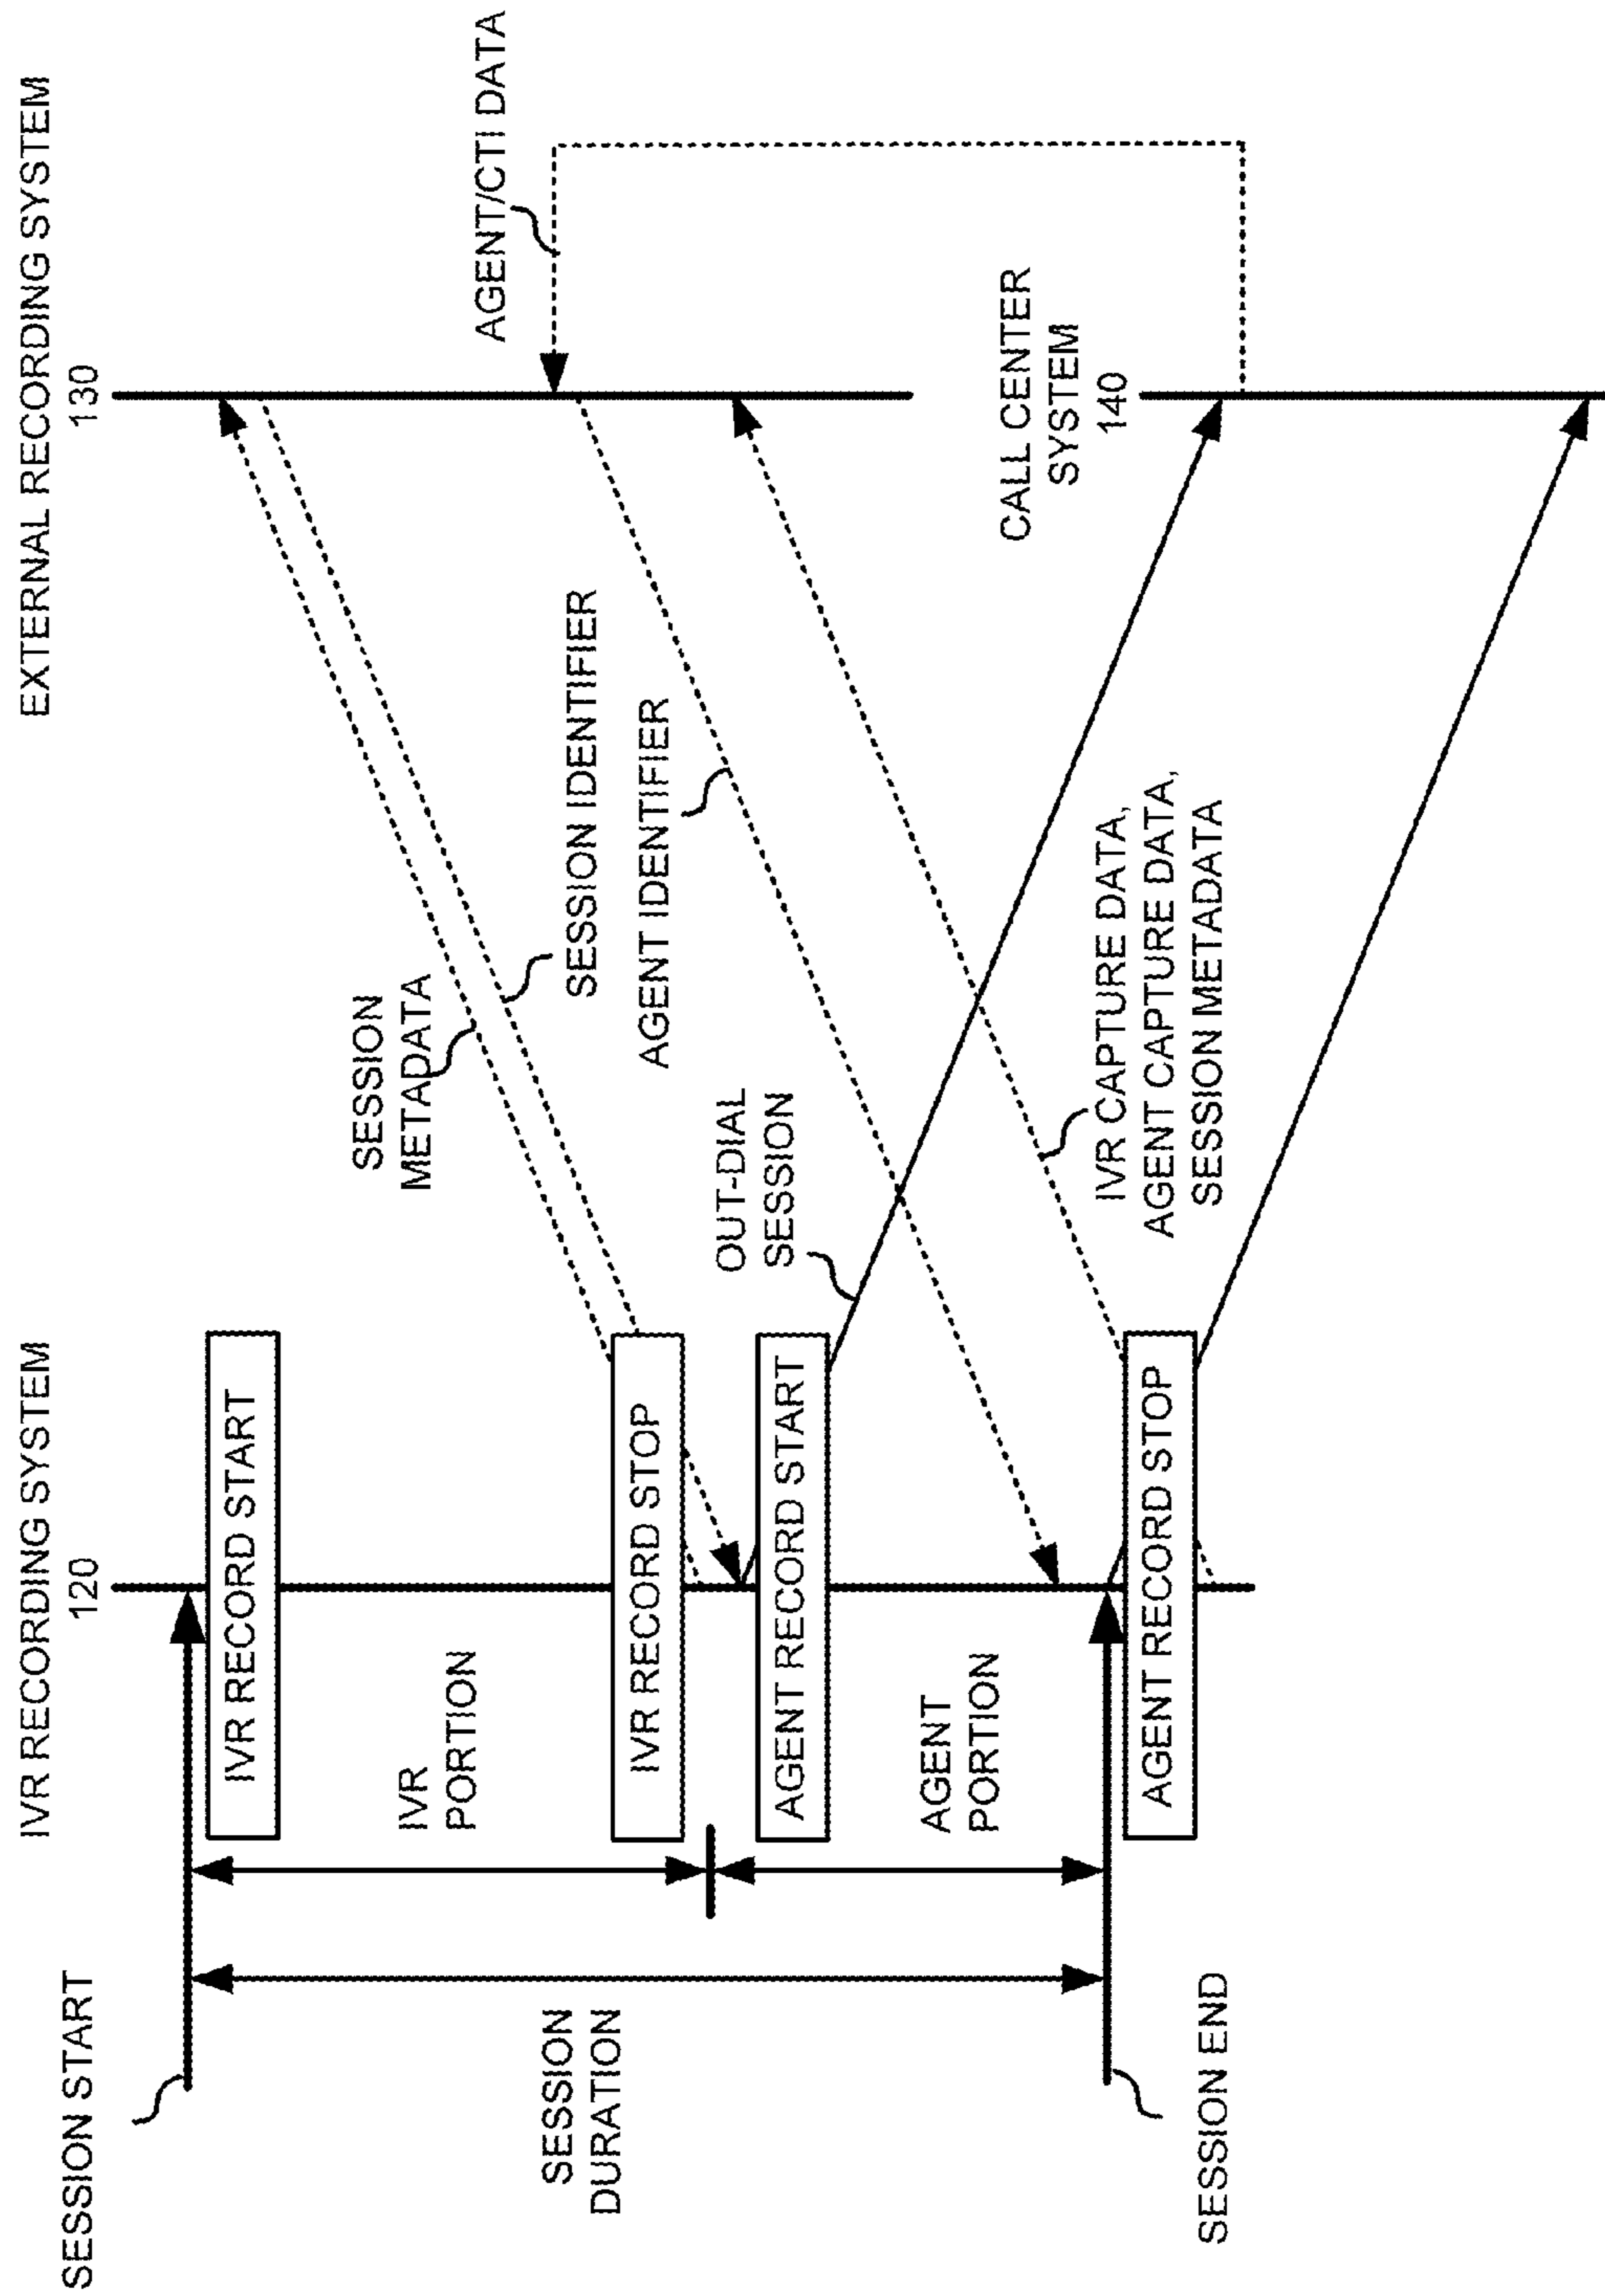 IVR RECORDING SYSTEM
120
EXTERNAL RECORDING SYSTEM
130
SESSION START
IVR RECORD START
SESSION
METADATA
AGENT/CTI DATA
IVR
PORTION
SESSION IDENTIFIER
SESSION
DURATION
IVR RECORD STOP
AGENT IDENTIFIER
OUT-DIAL
SESSION
AGENT RECORD START
AGENT
PORTION
CALL CENTER
SYSTEM
140
IVR CAPTURE DATA,
AGENT CAPTURE DATA,
SESSION METADATA
AGENT RECORD STOP
SESSION END